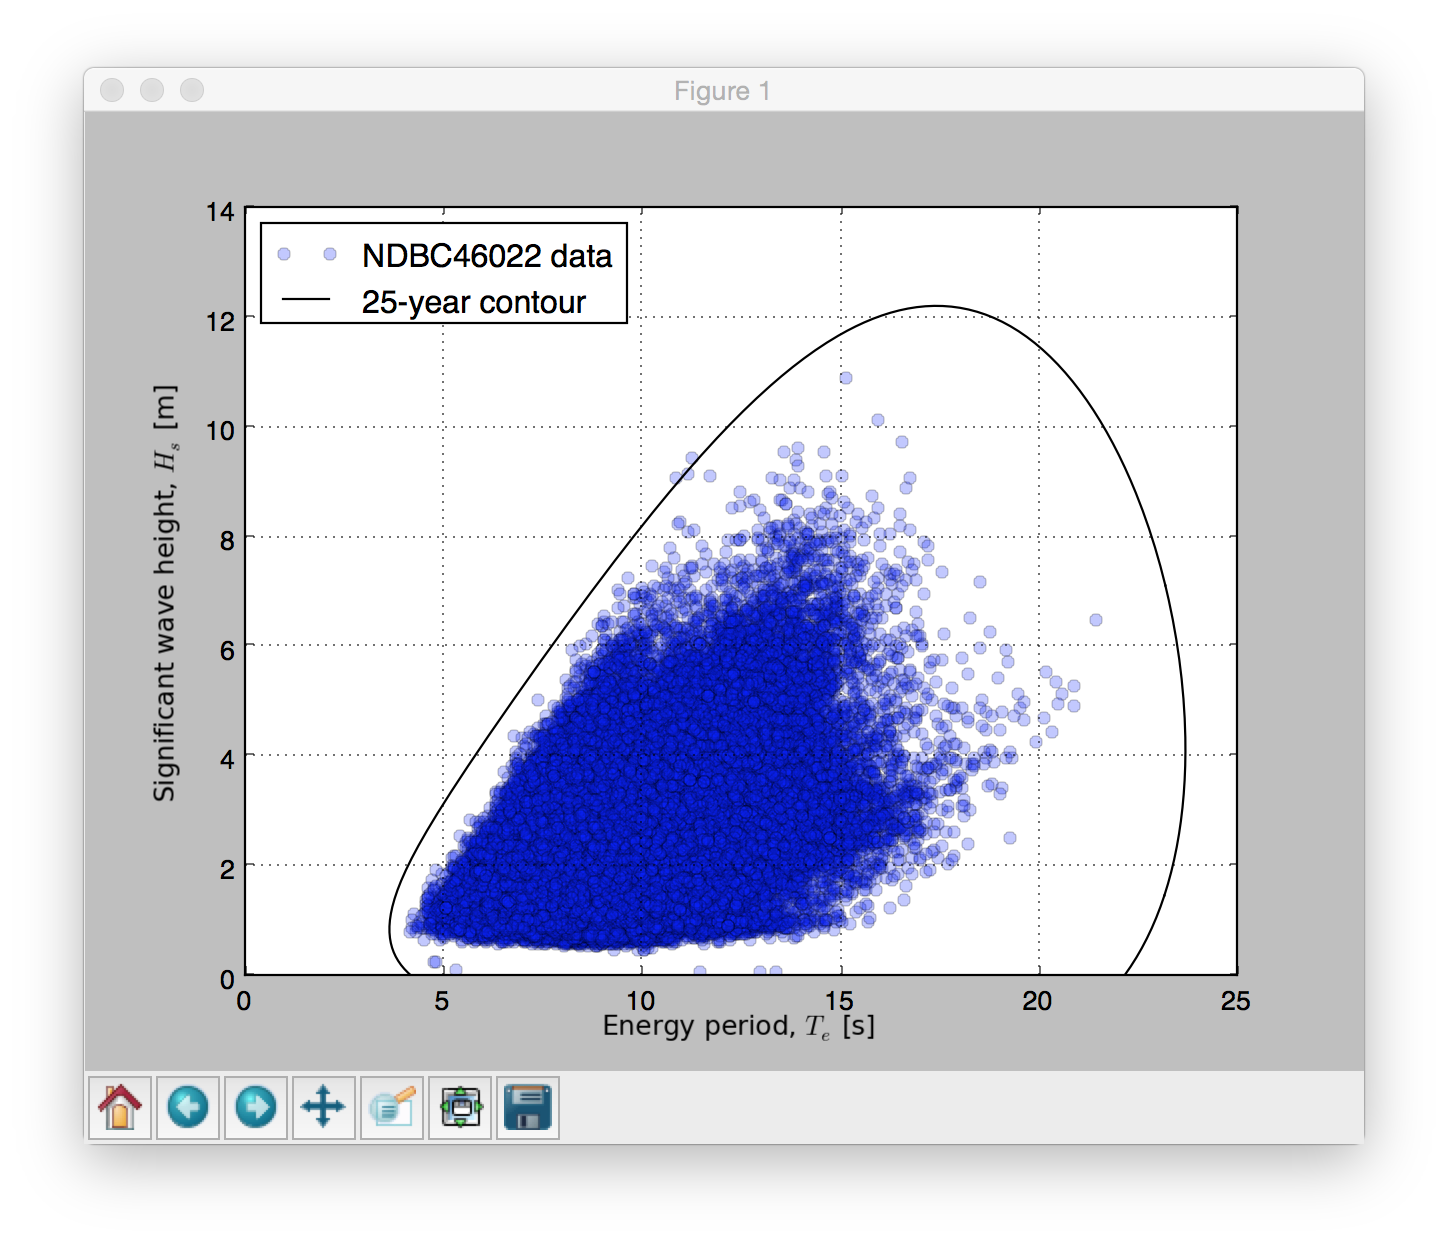 Figure 1
NDBC46022 data
25-year contour
14
12
10
8
6
4
2
0
Significant wave height, Hₛ [m]
0 5 10 15 20 25
Energy period, Tₑ [s]